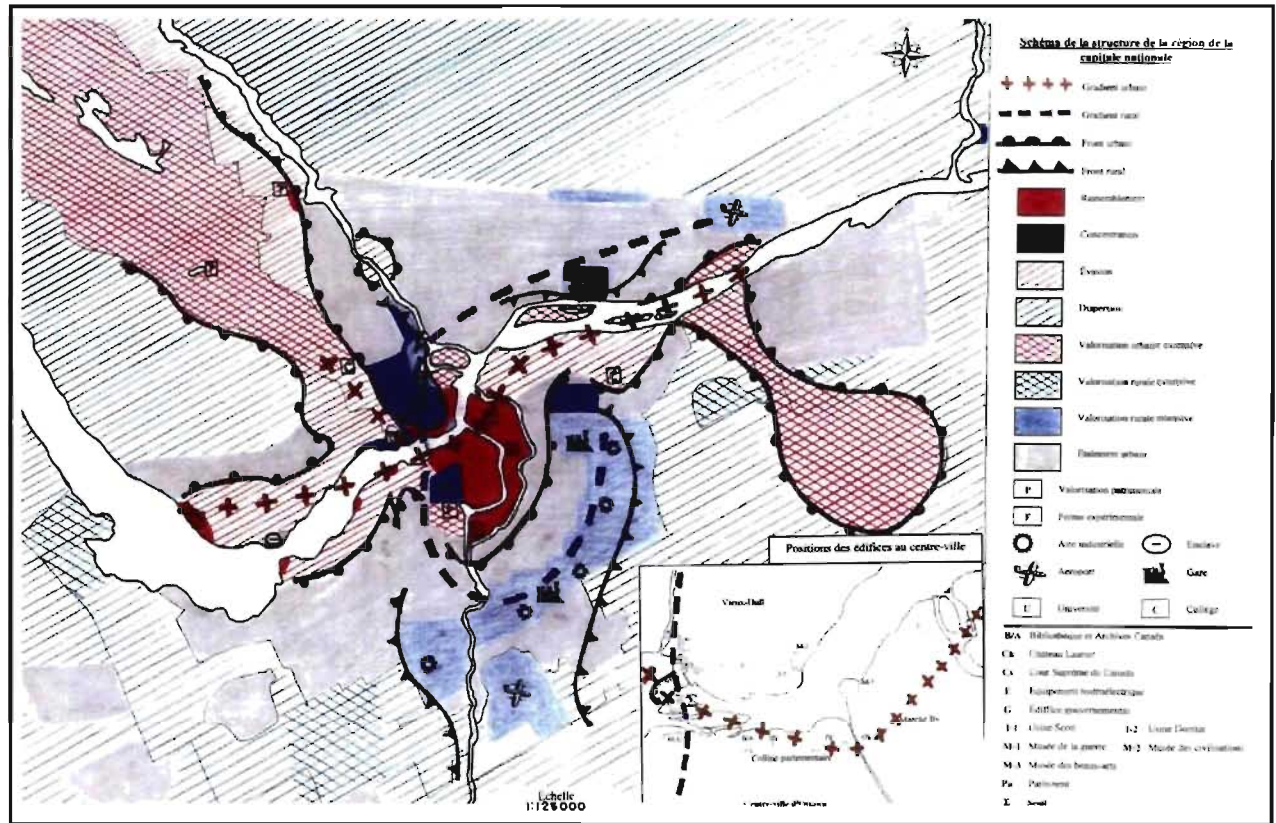 Schéma de la structure de la région de la
capitale nationale
Gradient urbain
Gradient rural
Front urbain
Front rural
Rassemblement
Concentration
Évasion
Dispersion
Valorisation urbaine extensive
Valorisation rurale extensive
Valorisation rurale intensive
Étalement urbain
P Valorisation patrimoniale
F Ferme expérimentale
Axe industrielle
Enclave
Aéroport
Gare
U Université
C Collège
B/A Bibliothèque et Archives Canada
Ch Château Laurier
Cs Cour Suprême du Canada
E Équipement hydroélectrique
G Édifice gouvernemental
I-1 Usine Scott I-2 Usine Domtar
M-1 Musée de la guerre M-2 Musée des civilisations
M-3 Musée des beaux-arts
Pa Parlement
Σ Seuil
Positions des édifices au centre-ville
Vieux-Hull
Colline parlementaire
Centre-ville d'Ottawa
Échelle
1:125000